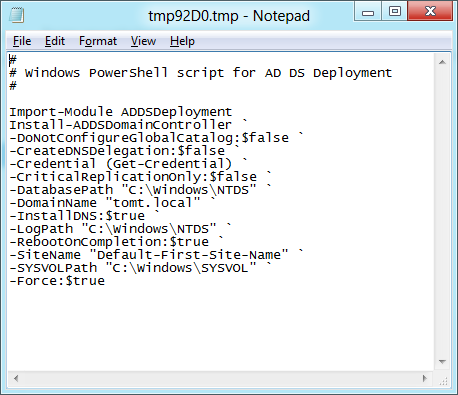 tmp92D0.tmp - Notepad
File Edit Format View Help
#
# Windows PowerShell script for AD DS Deployment
#
Import-Module ADDSDeployment
Install-ADDSDomainController `
-DoNotConfigureGlobalCatalog:$false `
-CreateDNSDelegation:$false `
-Credential (Get-Credential) `
-CriticalReplicationOnly:$false `
-DatabasePath "C:\Windows\NTDS" `
-DomainName "tomt.local" `
-InstallDNS:$true `
-LogPath "C:\Windows\NTDS" `
-RebootOnCompletion:$true `
-SiteName "Default-First-Site-Name" `
-SYSVOLPath "C:\Windows\SYSVOL" `
-Force:$true